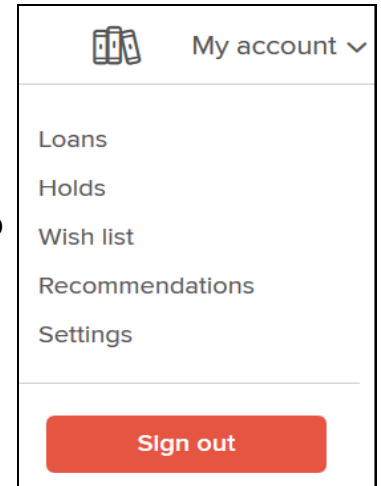 My account
Loans
Holds
Wish list
Recommendations
Settings
SIgn out